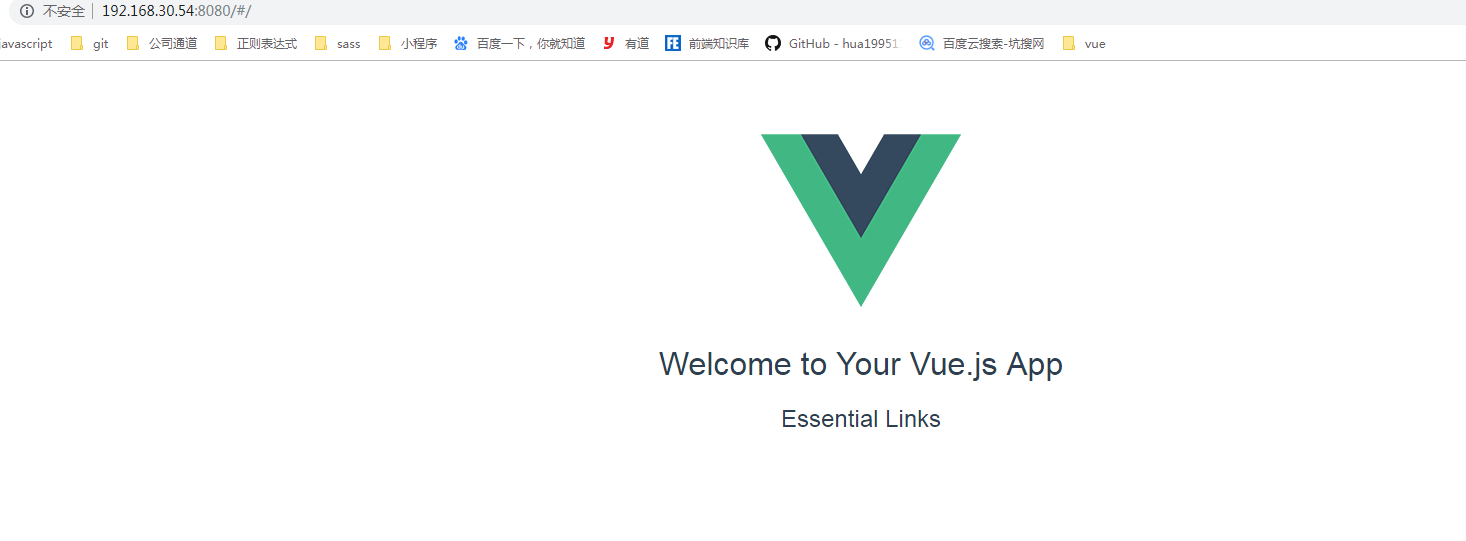 不安全 192.168.30.54:8080/#/
javascript git 公司通道 正则表达式 sass 小程序 百度一下，你就知道 有道 前端知识库 GitHub - hua19951 百度云搜索-坑搜网 vue
Welcome to Your Vue.js App
Essential Links